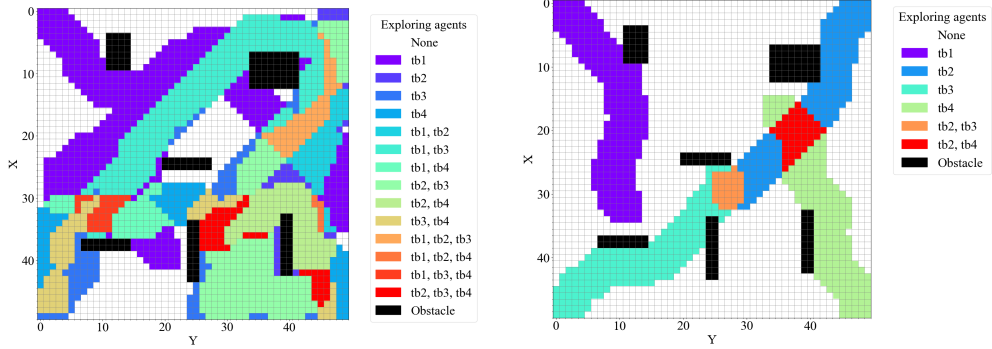 0
10
20
30
40
X
0
10
20
30
40
Y
Exploring agents
None
tb1
tb2
tb3
tb4
tb1, tb2
tb1, tb3
tb1, tb4
tb2, tb3
tb2, tb4
tb3, tb4
tb1, tb2, tb3
tb1, tb2, tb4
tb1, tb3, tb4
tb2, tb3, tb4
Obstacle
0
10
20
30
40
X
0
10
20
30
40
Y
Exploring agents
None
tb1
tb2
tb3
tb4
tb2, tb3
tb2, tb4
Obstacle